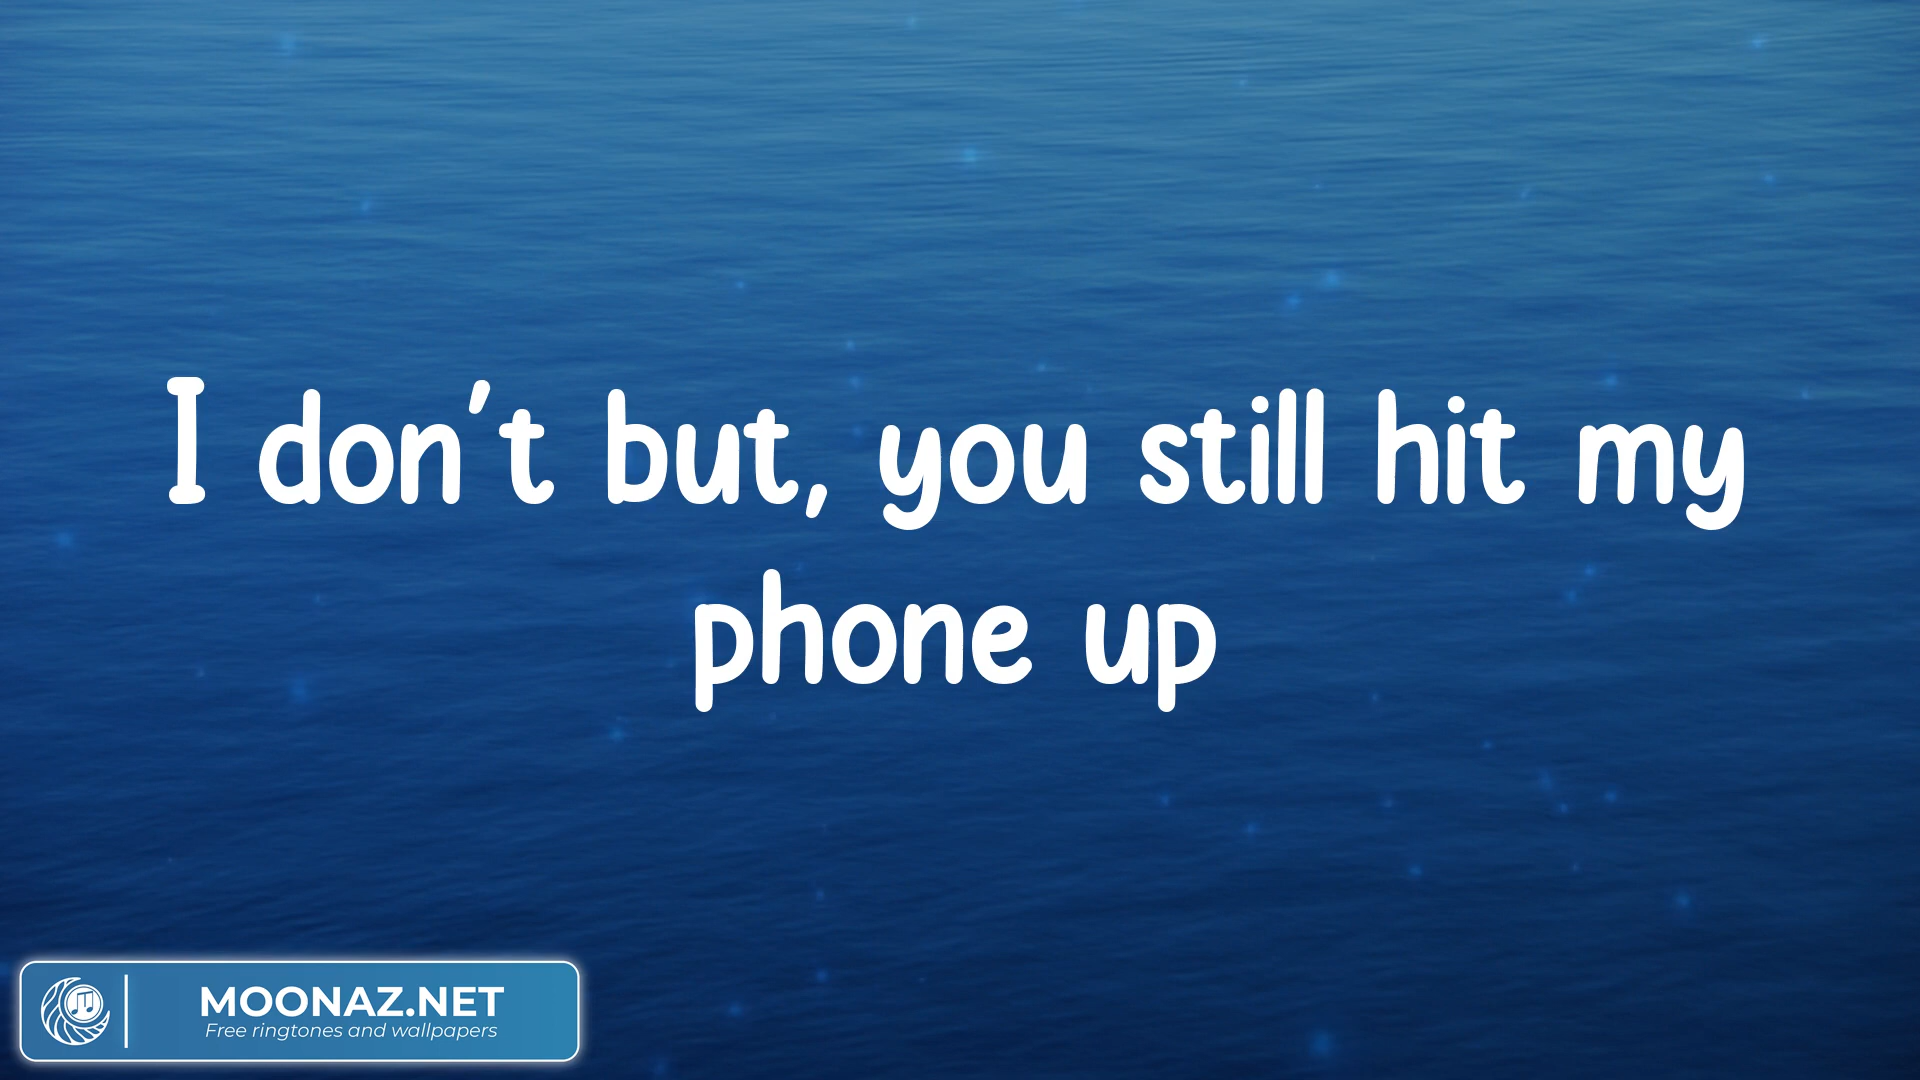 I don't but, you still hit my
phone up
MOONAZ.NET
Free ringtones and wallpapers